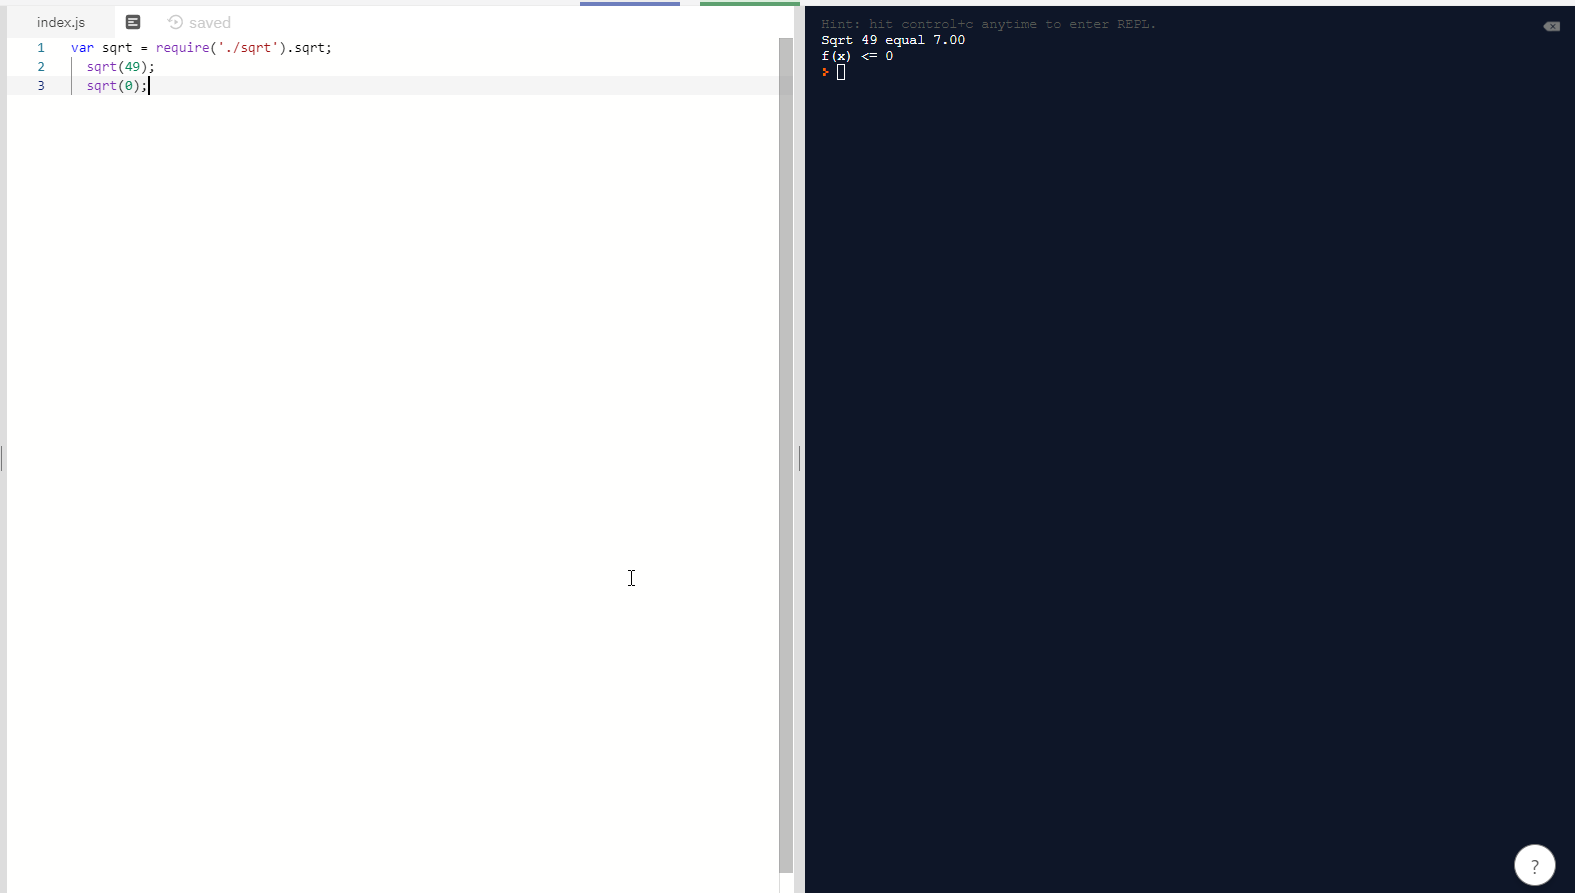 index.js saved
1 var sqrt = require('./sqrt').sqrt;
2 sqrt(49);
3 sqrt(0);
Hint: hit control+c anytime to enter REPL.
Sqrt 49 equal 7.00
f(x) <= 0
?